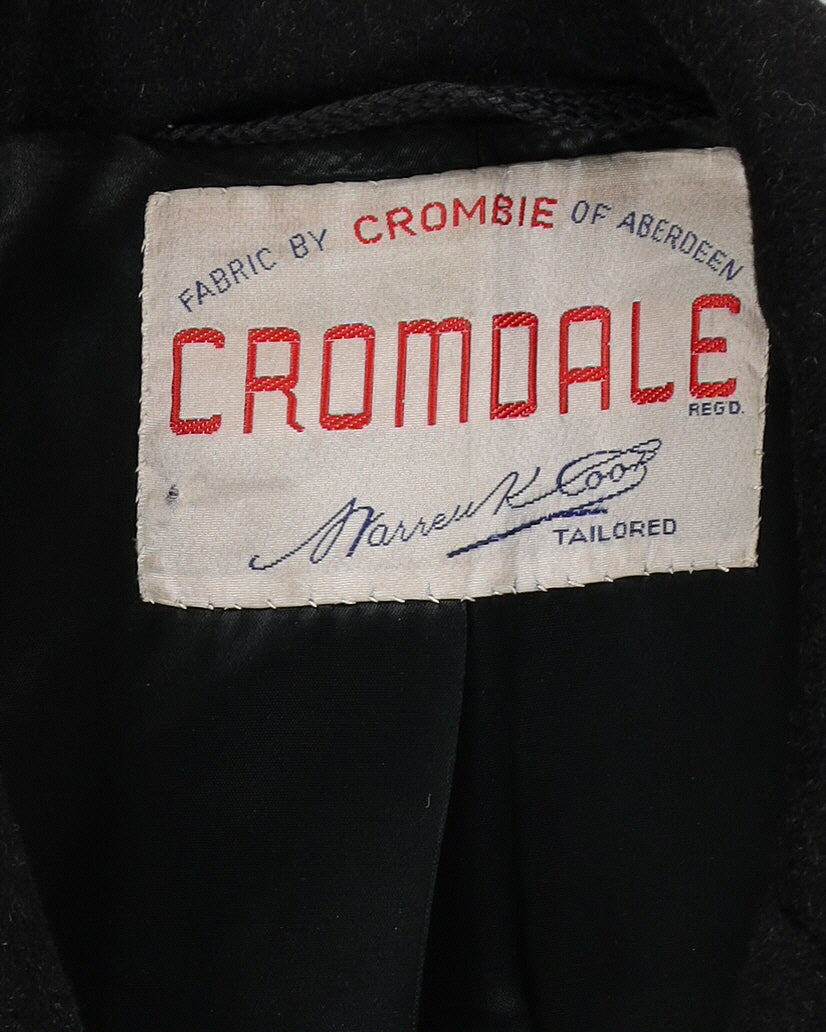 FABRIC BY CROMBIE OF ABERDEEN
CROMDALE
REGD.
Warren K Cook
TAILORED